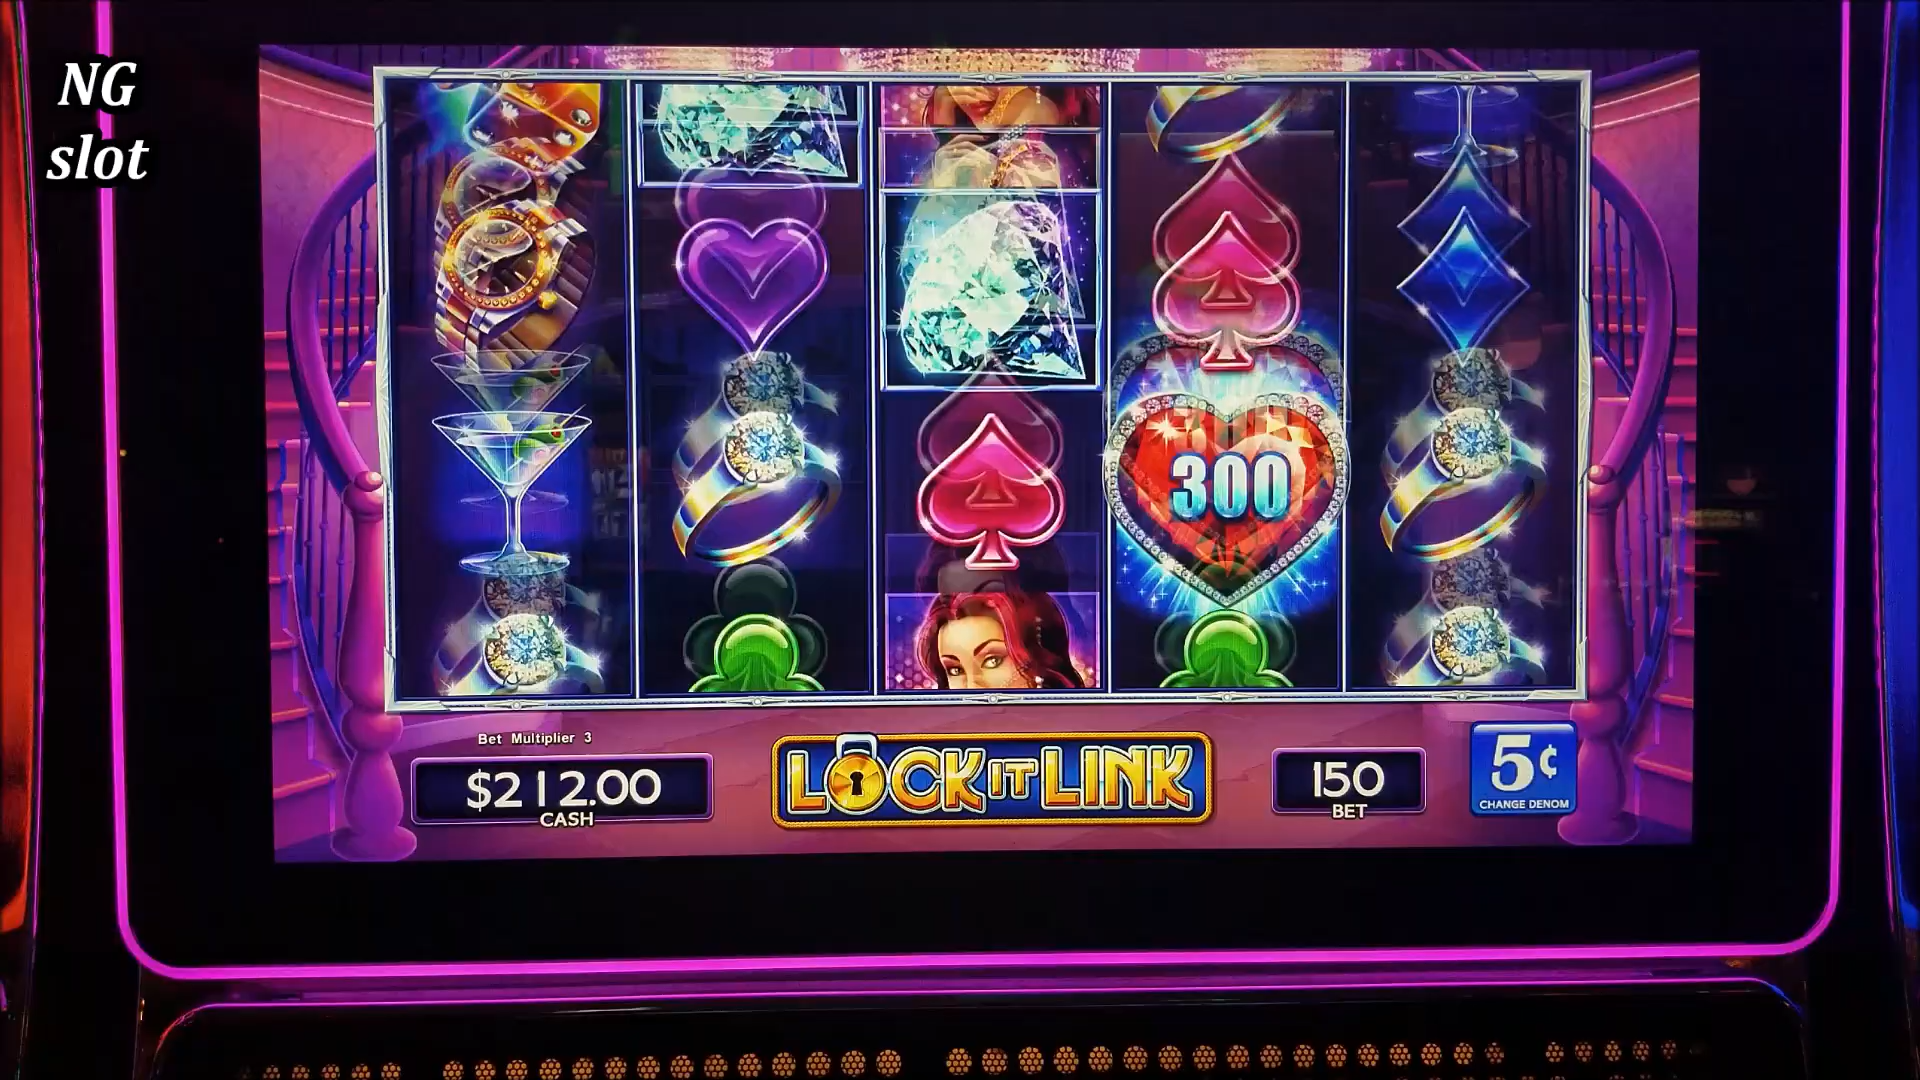 NG
slot
300
Bet Multiplier 3
$212.00
CASH
LOCK IT LINK
150
BET
5¢
CHANGE DENOM